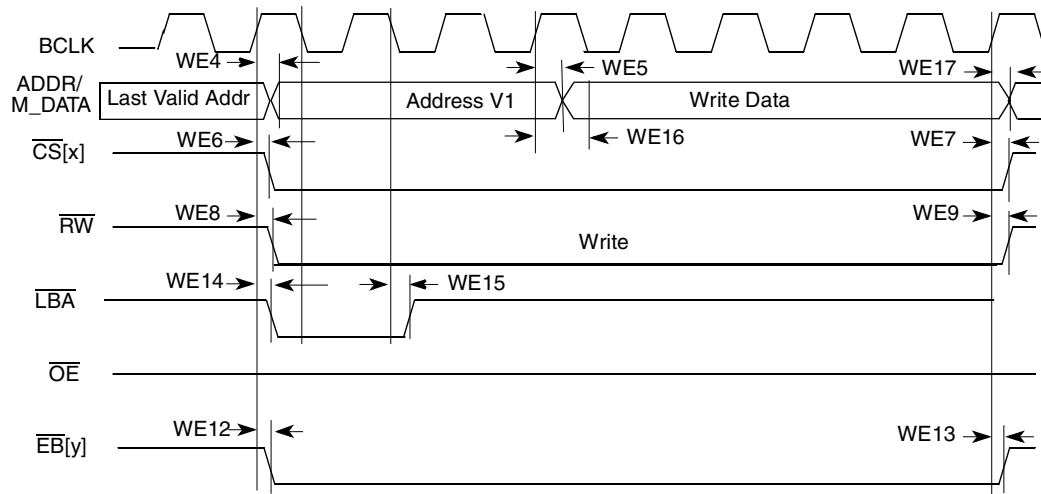 BCLK
WE4
WE5
WE17
ADDR/
M_DATA
Last Valid Addr
Address V1
Write Data
WE6
WE16
WE7
CS[x]
WE8
WE9
RW
Write
WE14
WE15
LBA
OE
WE12
WE13
EB[y]